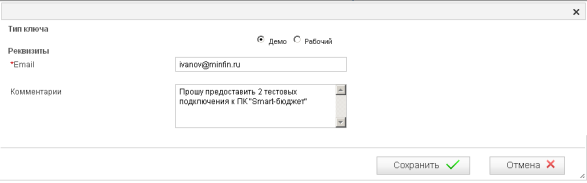 Тип ключа
Демо Рабочий
Реквизиты
*Email ivanov@minfin.ru
Комментарии Прошу предоставить 2 тестовых
подключения к ПК "Smart-бюджет"
Сохранить Отмена